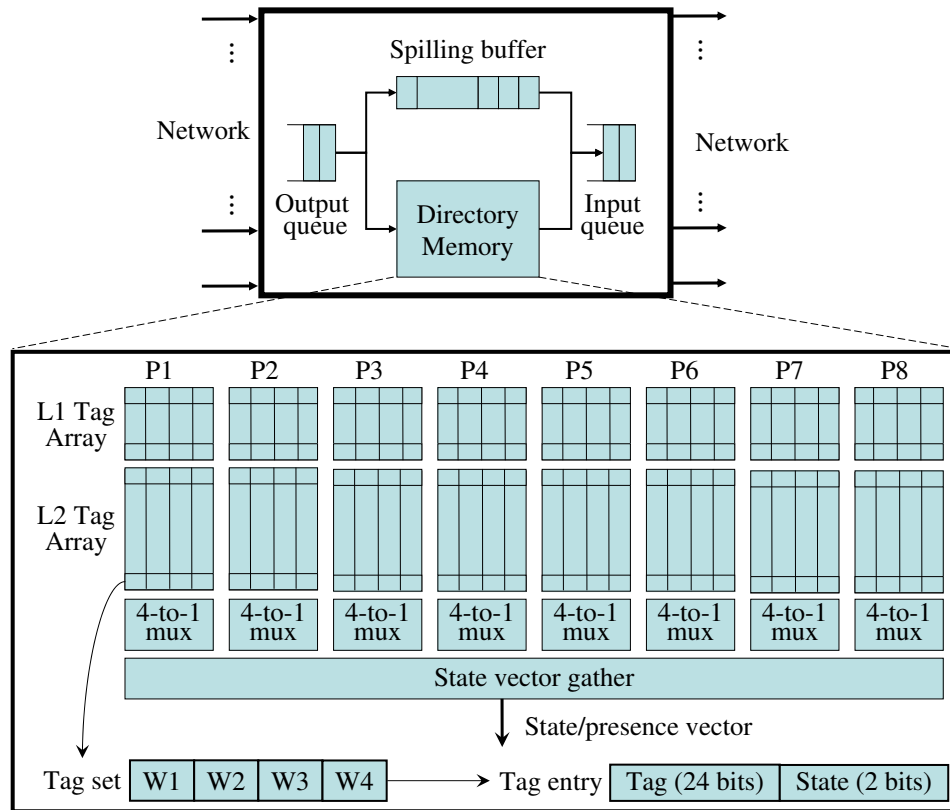 Spilling buffer
Network
Network
Output
queue
Directory
Memory
Input
queue
P1 P2 P3 P4 P5 P6 P7 P8
L1 Tag
Array
L2 Tag
Array
4-to-1
mux
4-to-1
mux
4-to-1
mux
4-to-1
mux
4-to-1
mux
4-to-1
mux
4-to-1
mux
4-to-1
mux
State vector gather
State/presence vector
Tag set W1 W2 W3 W4 Tag entry Tag (24 bits) State (2 bits)